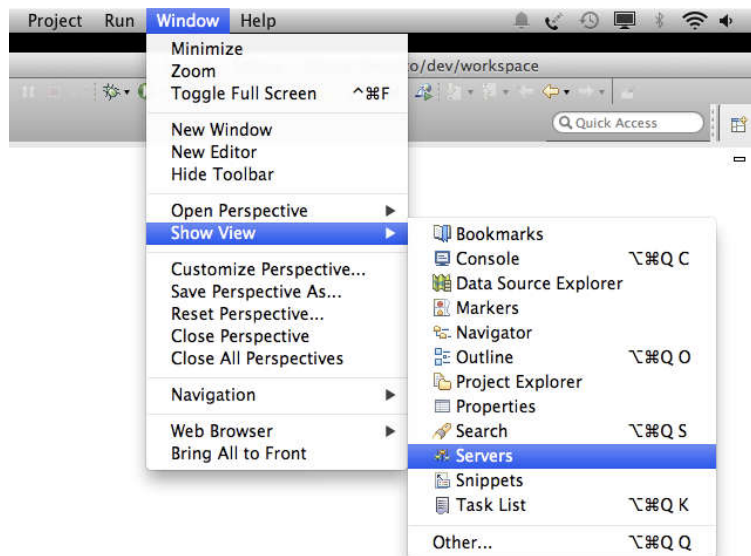 Project Run Window Help
to/dev/workspace
Quick Access
Minimize
Zoom
Toggle Full Screen ^⌘F
New Window
New Editor
Hide Toolbar
Open Perspective ▶
Show View ▶
Customize Perspective...
Save Perspective As...
Reset Perspective...
Close Perspective
Close All Perspectives
Navigation ▶
Web Browser ▶
Bring All to Front
Bookmarks
Console ⌥⌘Q C
Data Source Explorer
Markers
Navigator
Outline ⌥⌘Q O
Project Explorer
Properties
Search ⌥⌘Q S
Servers
Snippets
Task List ⌥⌘Q K
Other... ⌥⌘Q Q